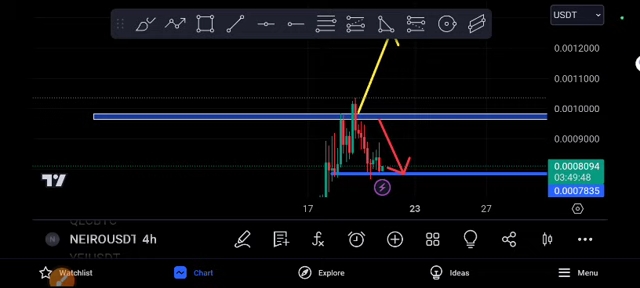 USDT
0.0012000
0.0011000
0.0010000
0.0009000
0.0008094
03:49:48
0.0007835
17
23
27
N
NEIROUSDT 4h
Watchlist
Chart
Explore
Ideas
Menu